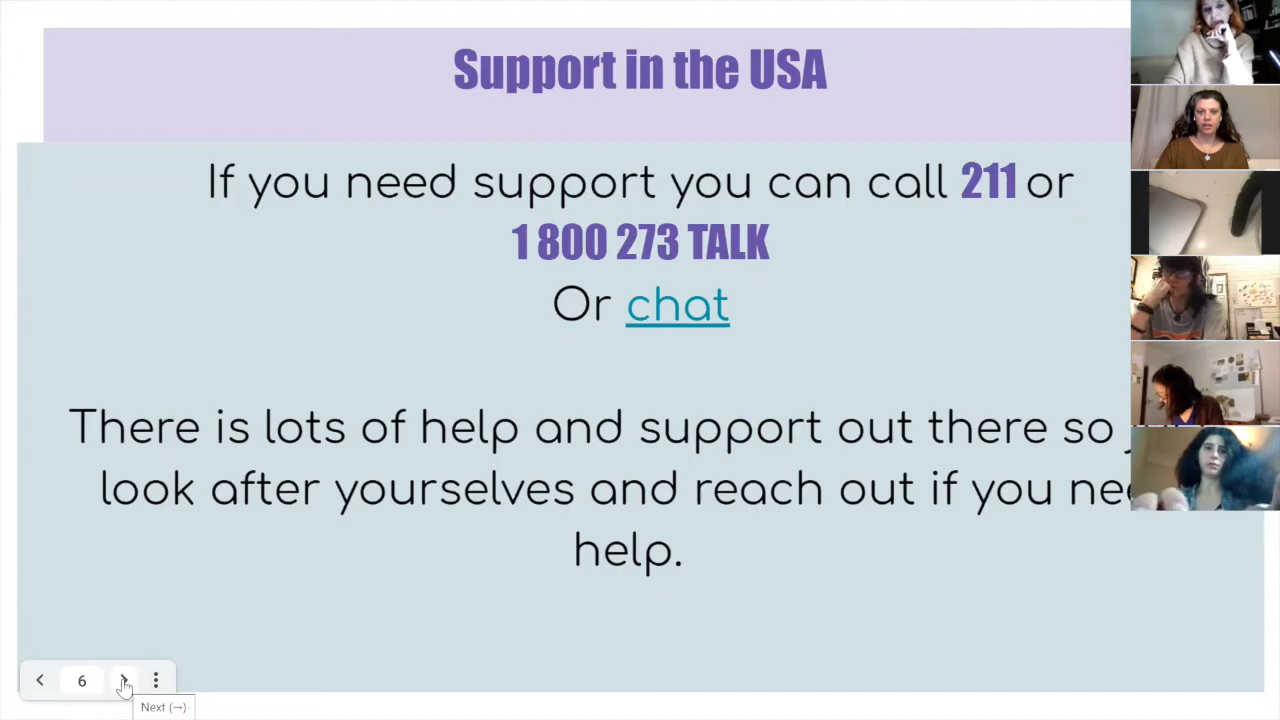 Support in the USA
If you need support you can call 211 or
1 800 273 TALK
Or chat
There is lots of help and support out there so
look after yourselves and reach out if you
help.
6
Next (→)